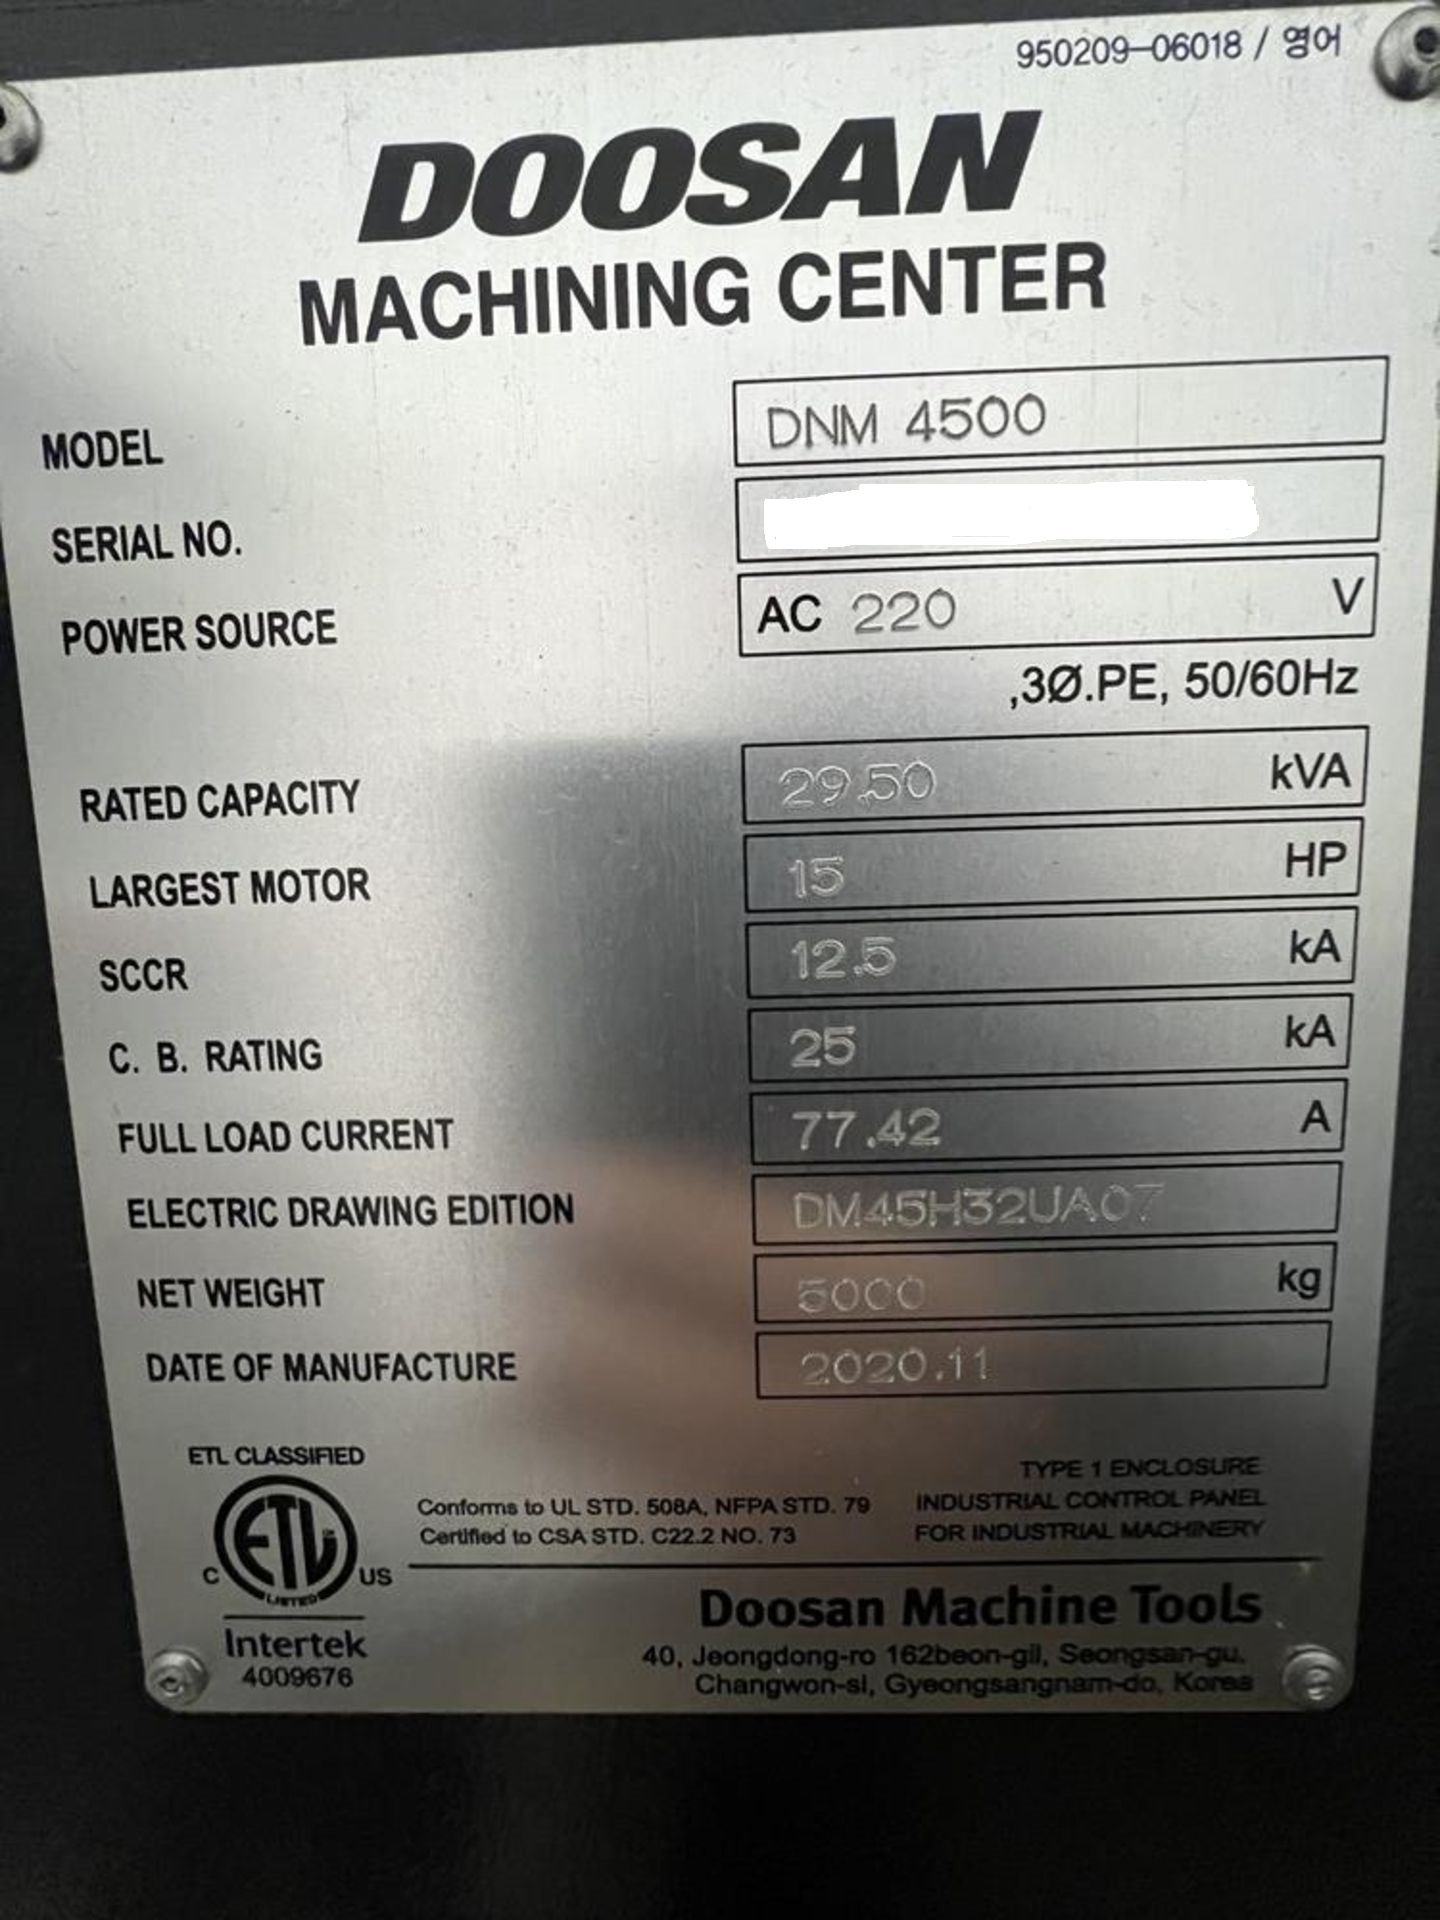 950209-06018 / 영어
DOOSAN
MACHINING CENTER
MODEL DNM 4500
SERIAL NO.
POWER SOURCE AC 220 V
,3Ø.PE, 50/60Hz
RATED CAPACITY 29.50 kVA
LARGEST MOTOR 15 HP
SCCR 12.5 kA
C. B. RATING 25 kA
FULL LOAD CURRENT 77.42 A
ELECTRIC DRAWING EDITION DM45H32UA07
NET WEIGHT 5000 kg
DATE OF MANUFACTURE 2020.11
ETL CLASSIFIED
ETL
LISTED
C US
Intertek
4009676
Conforms to UL STD. 508A, NFPA STD. 79
Certified to CSA STD. C22.2 NO. 73
TYPE 1 ENCLOSURE
INDUSTRIAL CONTROL PANEL
FOR INDUSTRIAL MACHINERY
Doosan Machine Tools
40, Jeongdong-ro 162beon-gil, Seongsan-gu,
Changwon-si, Gyeongsangnam-do, Korea